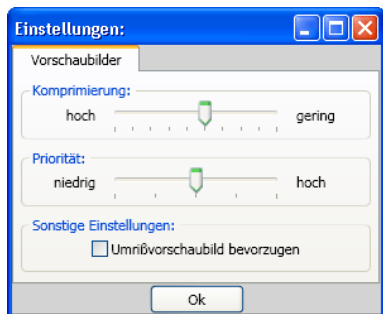 Einstellungen:
Vorschaubilder
Komprimierung:
hoch gering
Priorität:
niedrig hoch
Sonstige Einstellungen:
Umrißvorschaubild bevorzugen
Ok